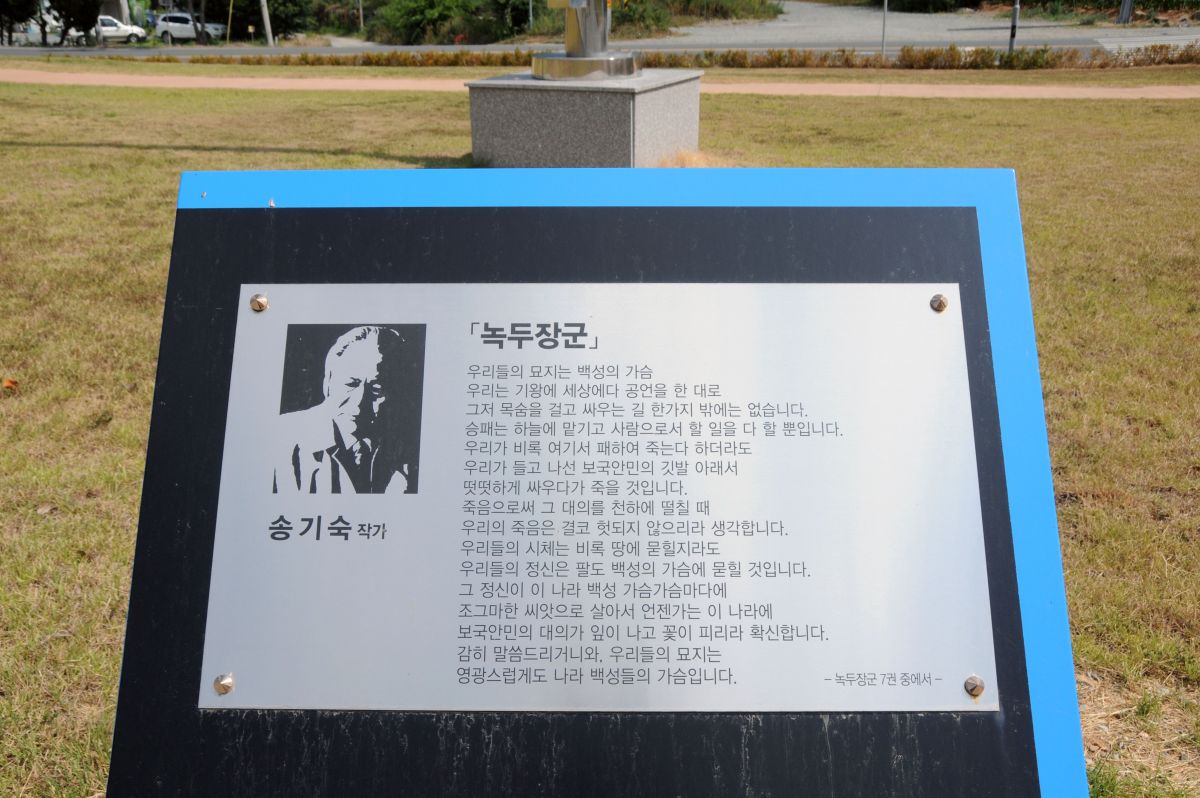 「녹두장군」
우리들의 묘지는 백성의 가슴
우리는 기왕에 세상에다 공언을 한 대로
그저 목숨을 걸고 싸우는 길 한가지 밖에는 없습니다.
승패는 하늘에 맡기고 사람으로서 할 일을 다 할 뿐입니다.
우리가 비록 여기서 패하여 죽는다 하더라도
우리가 들고 나선 보국안민의 깃발 아래서
떳떳하게 싸우다가 죽을 것입니다.
죽음으로써 그 대의를 천하에 떨칠 때
우리의 죽음은 결코 헛되지 않으리라 생각합니다.
우리들의 시체는 비록 땅에 묻힐지라도
우리들의 정신은 팔도 백성의 가슴에 묻힐 것입니다.
그 정신이 이 나라 백성 가슴가슴마다에
조그마한 씨앗으로 살아서 언젠가는 이 나라에
보국안민의 대의가 잎이 나고 꽃이 피리라 확신합니다.
감히 말씀드리거니와, 우리들의 묘지는
영광스럽게도 나라 백성들의 가슴입니다.
– 녹두장군 7권 중에서 –
송기숙 작가